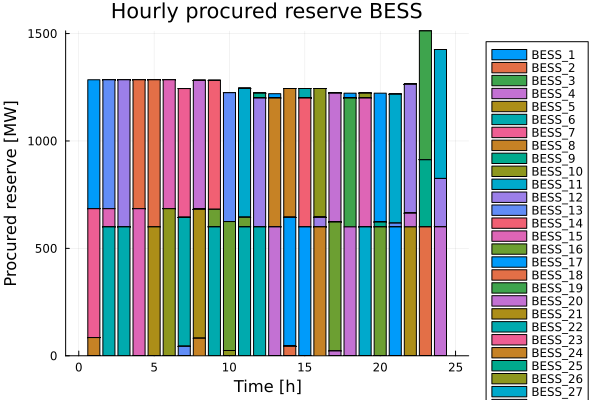 Hourly procured reserve BESS
Procured reserve [MW]
1500
1000
500
0
0
5
10
15
20
25
Time [h]
BESS_1
BESS_2
BESS_3
BESS_4
BESS_5
BESS_6
BESS_7
BESS_8
BESS_9
BESS_10
BESS_11
BESS_12
BESS_13
BESS_14
BESS_15
BESS_16
BESS_17
BESS_18
BESS_19
BESS_20
BESS_21
BESS_22
BESS_23
BESS_24
BESS_25
BESS_26
BESS_27